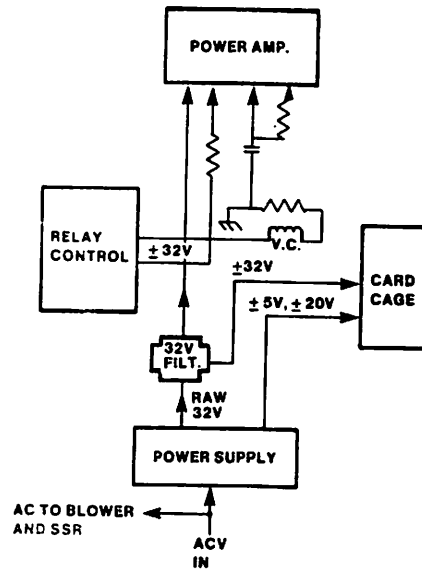 POWER AMP.
RELAY
CONTROL
± 32V
V.C.
±32V
± 5V, ± 20V
CARD
CAGE
32V
FILT.
RAW
32V
POWER SUPPLY
AC TO BLOWER
AND SSR
ACV
IN